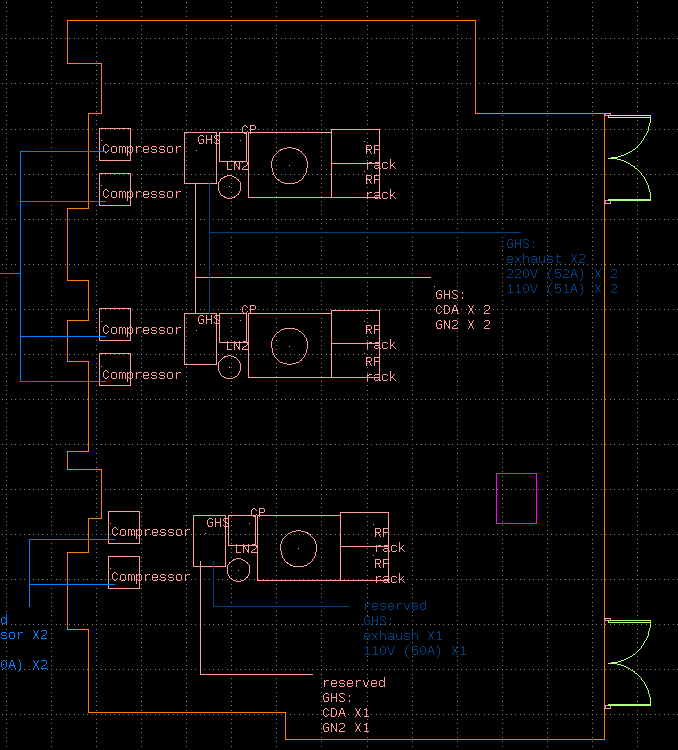 CP
GHS
Compressor
RF
rack
LN2
RF
Compressor
rack
GHS:
exhaust X2
220V (52A) X 2
110V (51A) X 2
GHS:
CDA X 2
GN2 X 2
CP
GHS
Compressor
RF
rack
LN2
RF
Compressor
rack
CP
GHS
Compressor
RF
rack
LN2
RF
Compressor
rack
d
sor X2
0A) X2
reserved
GHS:
exhaush X1
110V (50A) X1
reserved
GHS:
CDA X1
GN2 X1